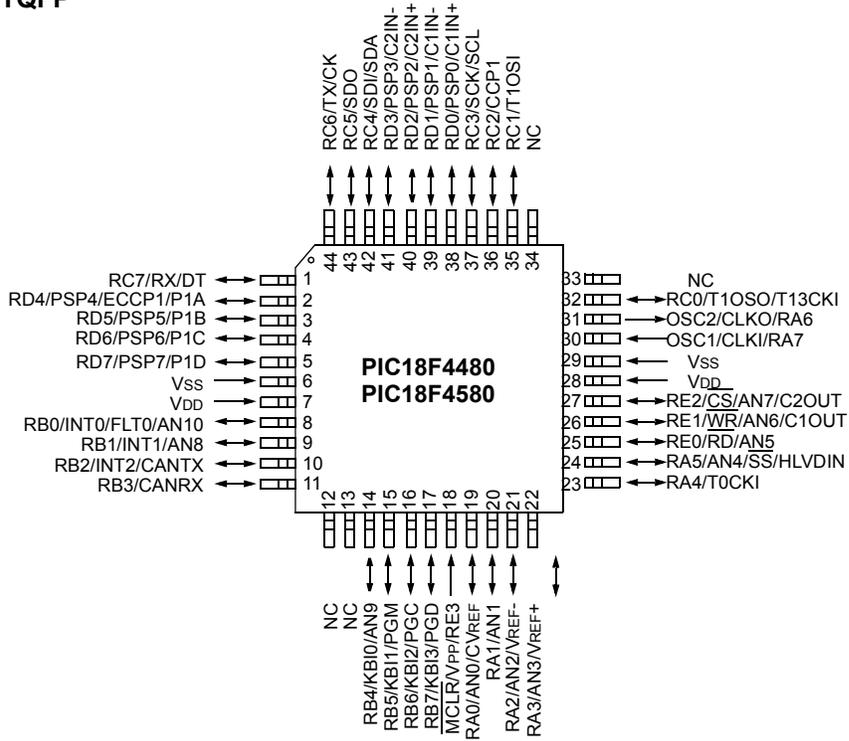 RC6/TX/CK
RC5/SDO
RC4/SDI/SDA
RD3/PSP3/C2IN-
RD2/PSP2/C2IN+
RD1/PSP1/C1IN-
RD0/PSP0/C1IN+
RC3/SCK/SCL
RC2/CCP1
RC1/T1OSI
NC
44 43 42 41 40 39 38 37 36 35 34
RC7/RX/DT 1
RD4/PSP4/ECCP1/P1A 2
RD5/PSP5/P1B 3
RD6/PSP6/P1C 4
RD7/PSP7/P1D 5
VSS 6
VDD 7
RB0/INT0/FLT0/AN10 8
RB1/INT1/AN8 9
RB2/INT2/CANTX 10
RB3/CANRX 11
PIC18F4480
PIC18F4580
33 NC
32 RC0/T1OSO/T13CKI
31 OSC2/CLKO/RA6
30 OSC1/CLKI/RA7
29 VSS
28 VDD
27 RE2/CS/AN7/C2OUT
26 RE1/WR/AN6/C1OUT
25 RE0/RD/AN5
24 RA5/AN4/SS/HLVDIN
23 RA4/T0CKI
12 13 14 15 16 17 18 19 20 21 22
NC
NC
RB4/KBI0/AN9
RB5/KBI1/PGM
RB6/KBI2/PGC
RB7/KBI3/PGD
MCLR/VPP/RE3
RA0/AN0/CVREF
RA1/AN1
RA2/AN2/VREF-
RA3/AN3/VREF+